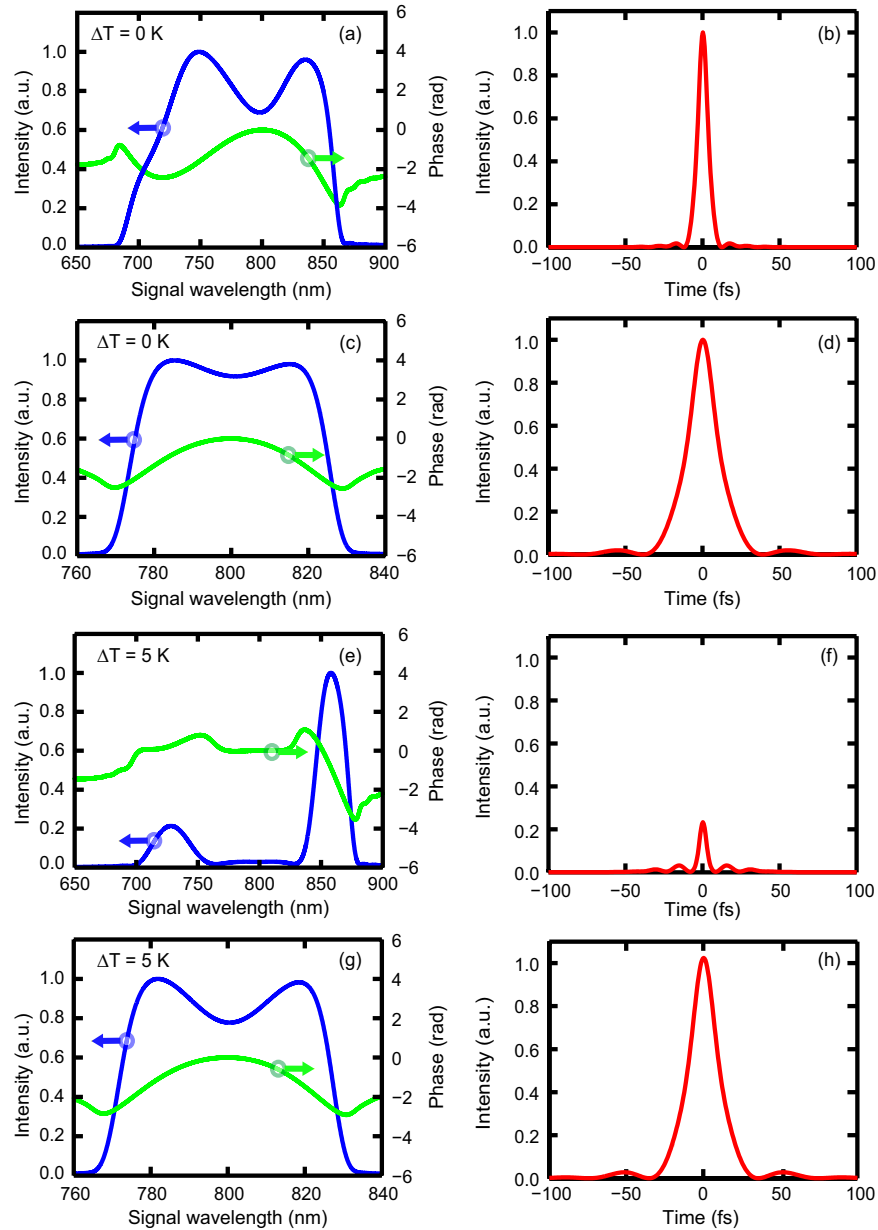 ΔT = 0 K
(a)
Intensity (a.u.)
1.0
0.8
0.6
0.4
0.2
0.0
6
4
2
0
−2
−4
−6
Phase (rad)
650 700 750 800 850 900
Signal wavelength (nm)
(b)
Intensity (a.u.)
1.0
0.8
0.6
0.4
0.2
0.0
−100 −50 0 50 100
Time (fs)
ΔT = 0 K
(c)
Intensity (a.u.)
1.0
0.8
0.6
0.4
0.2
0.0
6
4
2
0
−2
−4
−6
Phase (rad)
760 780 800 820 840
Signal wavelength (nm)
(d)
Intensity (a.u.)
1.0
0.8
0.6
0.4
0.2
0.0
−100 −50 0 50 100
Time (fs)
ΔT = 5 K
(e)
Intensity (a.u.)
1.0
0.8
0.6
0.4
0.2
0.0
6
4
2
0
−2
−4
−6
Phase (rad)
650 700 750 800 850 900
Signal wavelength (nm)
(f)
Intensity (a.u.)
1.0
0.8
0.6
0.4
0.2
0.0
−100 −50 0 50 100
Time (fs)
ΔT = 5 K
(g)
Intensity (a.u.)
1.0
0.8
0.6
0.4
0.2
0.0
6
4
2
0
−2
−4
−6
Phase (rad)
760 780 800 820 840
Signal wavelength (nm)
(h)
Intensity (a.u.)
1.0
0.8
0.6
0.4
0.2
0.0
−100 −50 0 50 100
Time (fs)